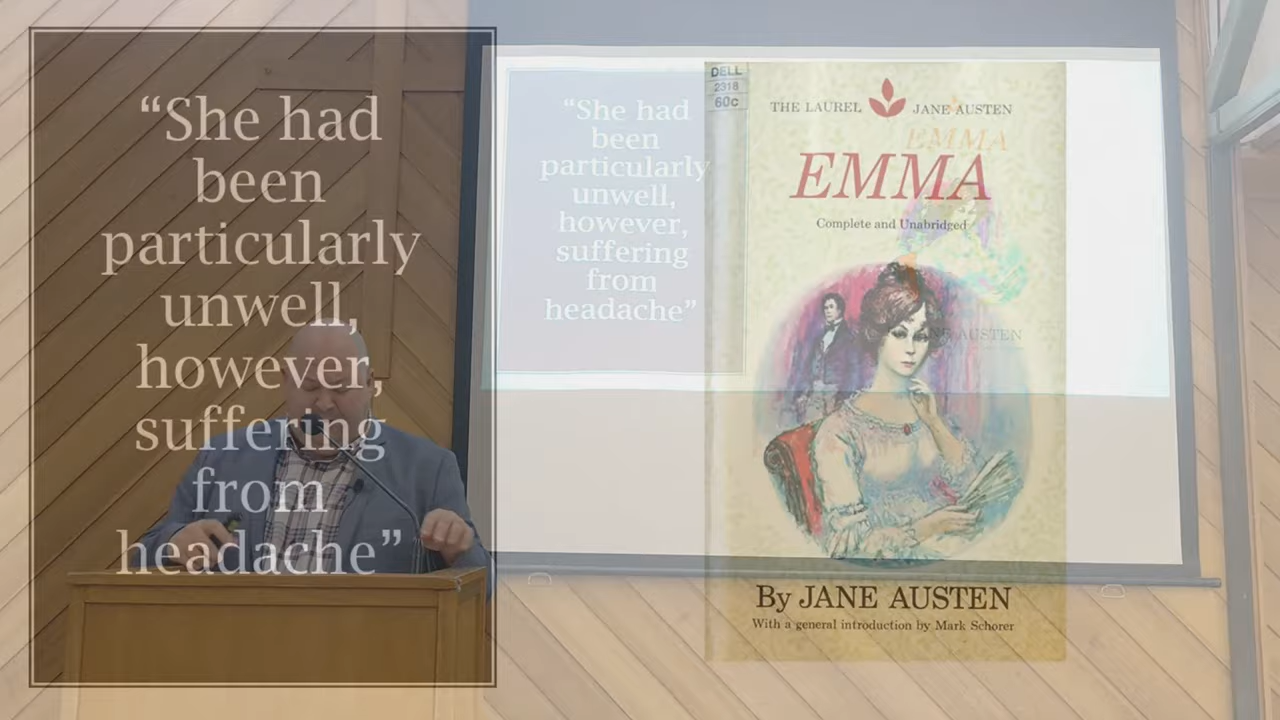 “She had
been
particularly
unwell,
however,
suffering
from
headache”
“She had
been
particularly
unwell,
however,
suffering
from
headache”
DELL
2318
60c
THE LAUREL JANE AUSTEN
EMMA
EMMA
Complete and Unabridged
JANE AUSTEN
By JANE AUSTEN
With a general introduction by Mark Schorer